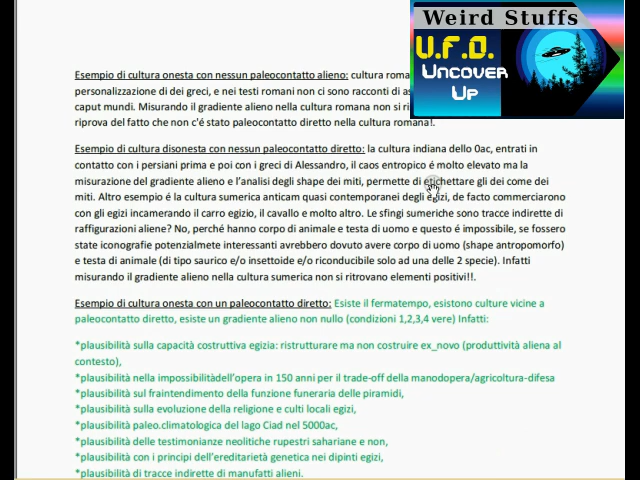 Weird Stuffs
U.F.O.
Uncover
Up
Esempio di cultura onesta con nessun paleocontatto alieno: cultura roma
personalizzazione di dei greci, e nei testi romani non ci sono racconti di as
caput mundi. Misurando il gradiente alieno nella cultura romana non si ri
riprova del fatto che non c'é stato paleocontatto diretto nella cultura romana!.
Esempio di cultura disonesta con nessun paleocontatto diretto: la cultura indiana dello 0ac, entrati in
contatto con i persiani prima e poi con i greci di Alessandro, il caos entropico é molto elevato ma la
misurazione del gradiente alieno e l'analisi degli shape dei miti, permette di etichettare gli dei come dei
miti. Altro esempio é la cultura sumerica anticam quasi contemporanei degli egizi, de facto commerciarono
con gli egizi incamerando il carro egizio, il cavallo e molto altro. Le sfingi sumeriche sono tracce indirette di
raffigurazioni aliene? No, perché hanno corpo di animale e testa di uomo e questo é impossibile, se fossero
state iconografie potenzialmete interessanti avrebbero dovuto avere corpo di uomo (shape antropomorfo)
e testa di animale (di tipo saurico e/o insettoide e/o riconducibile solo ad una delle 2 specie). Infatti
misurando il gradiente alieno nella cultura sumerica non si ritrovano elementi positivi!!.
Esempio di cultura onesta con un paleocontatto diretto: Esiste il fermatempo, esistono culture vicine a
paleocontatto diretto, esiste un gradiente alieno non nullo (condizioni 1,2,3,4 vere) Infatti:
*plausibilità sulla capacità costruttiva egizia: ristrutturare ma non costruire ex_novo (produttività aliena al
contesto),
*plausibilità nella impossibilitàdell'opera in 150 anni per il trade-off della manodopera/agricoltura-difesa
*plausibilità sul fraintendimento della funzione funeraria delle piramidi,
*plausibilità sulla evoluzione della religione e culti locali egizi,
*plausibilità paleo.climatologica del lago Ciad nel 5000ac,
*plausibilità delle testimonianze neolitiche rupestri sahariane e non,
*plausibilità con i principi dell'ereditarietà genetica nei dipinti egizi,
*plausibilità di tracce indirette di manufatti alieni.